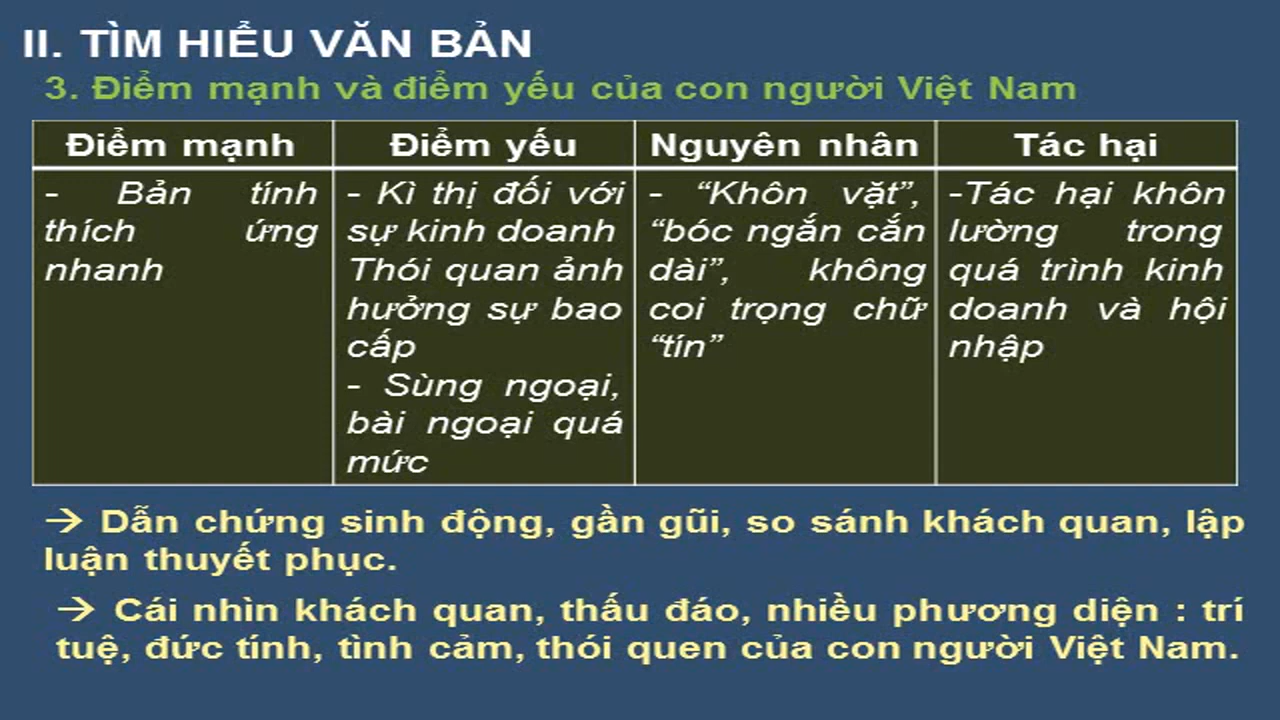 II. TÌM HIỂU VĂN BẢN
3. Điểm mạnh và điểm yếu của con người Việt Nam
Điểm mạnh
Điểm yếu
Nguyên nhân
Tác hại
- Bản tính
thích ứng
nhanh
- Kì thị đối với
sự kinh doanh
Thói quan ảnh
hưởng sự bao
cấp
- Sùng ngoại,
bài ngoại quá
mức
- “Khôn vặt”,
“bóc ngắn cắn
dài”, không
coi trọng chữ
“tín”
-Tác hại khôn
lường trong
quá trình kinh
doanh và hội
nhập
→ Dẫn chứng sinh động, gần gũi, so sánh khách quan, lập
luận thuyết phục.
→ Cái nhìn khách quan, thấu đáo, nhiều phương diện : trí
tuệ, đức tính, tình cảm, thói quen của con người Việt Nam.